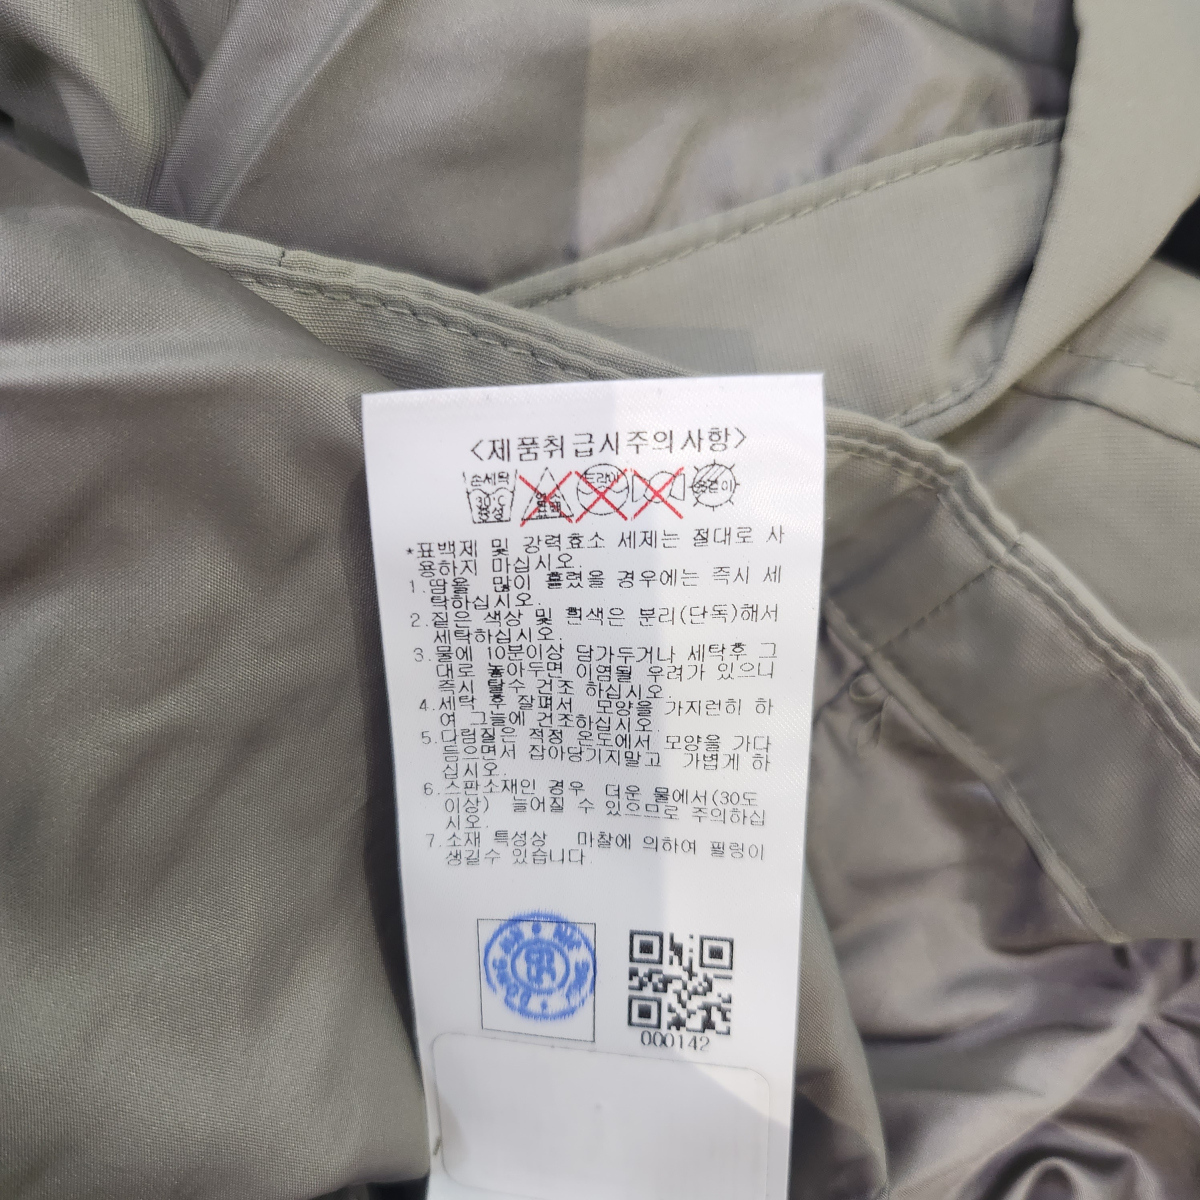 <제품취급시주의사항>
손세탁
30℃
중성
드라이
옷걸이
*표백제 및 강력효소 세제는 절대로 사
용하지 마십시오.
1.땀을 많이 흘렸을 경우에는 즉시 세
탁하십시오.
2.짙은 색상 및 흰색은 분리(단독)해서
세탁하십시오.
3.물에 10분이상 담가두거나 세탁후 그
대로 놓아두면 이염될 우려가 있으니
즉시 탈수 건조 하십시오.
4.세탁 후 잘펴서 모양을 가지런히 하
여 그늘에 건조하십시오.
5.다림질은 적정 온도에서 모양을 가다
듬으면서 잡아당기지말고 가볍게 하
십시오.
6.스판소재인 경우 더운 물에서(30도
이상) 늘어질 수 있으므로 주의하십
시오.
7.소재 특성상 마찰에 의하여 필링이
생길수 있습니다.
000142